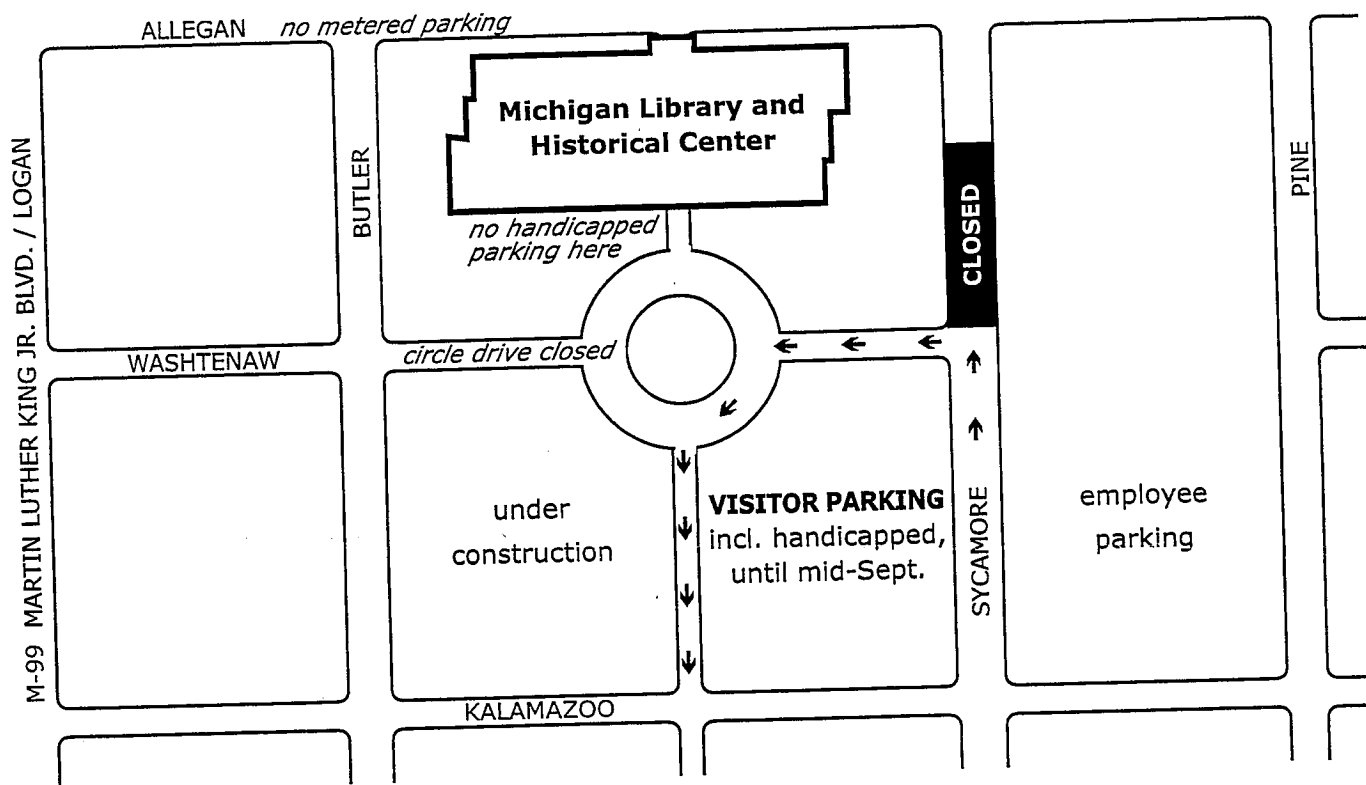 ALLEGAN no metered parking
Michigan Library and
Historical Center
M-99 MARTIN LUTHER KING JR. BLVD. / LOGAN
BUTLER
CLOSED
PINE
no handicapped
parking here
WASHTENAW
circle drive closed
under
construction
VISITOR PARKING
incl. handicapped,
until mid-Sept.
SYCAMORE
employee
parking
KALAMAZOO